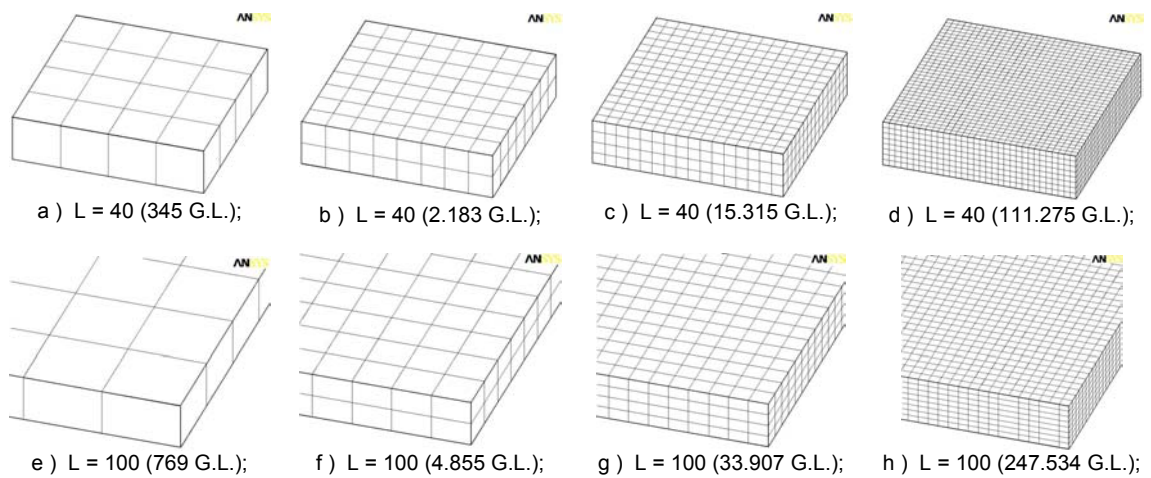 ANSYS
ANSYS
ANSYS
ANSYS
a ) L = 40 (345 G.L.);
b ) L = 40 (2.183 G.L.);
c ) L = 40 (15.315 G.L.);
d ) L = 40 (111.275 G.L.);
ANSYS
ANSYS
ANSYS
ANSYS
e ) L = 100 (769 G.L.);
f ) L = 100 (4.855 G.L.);
g ) L = 100 (33.907 G.L.);
h ) L = 100 (247.534 G.L.);